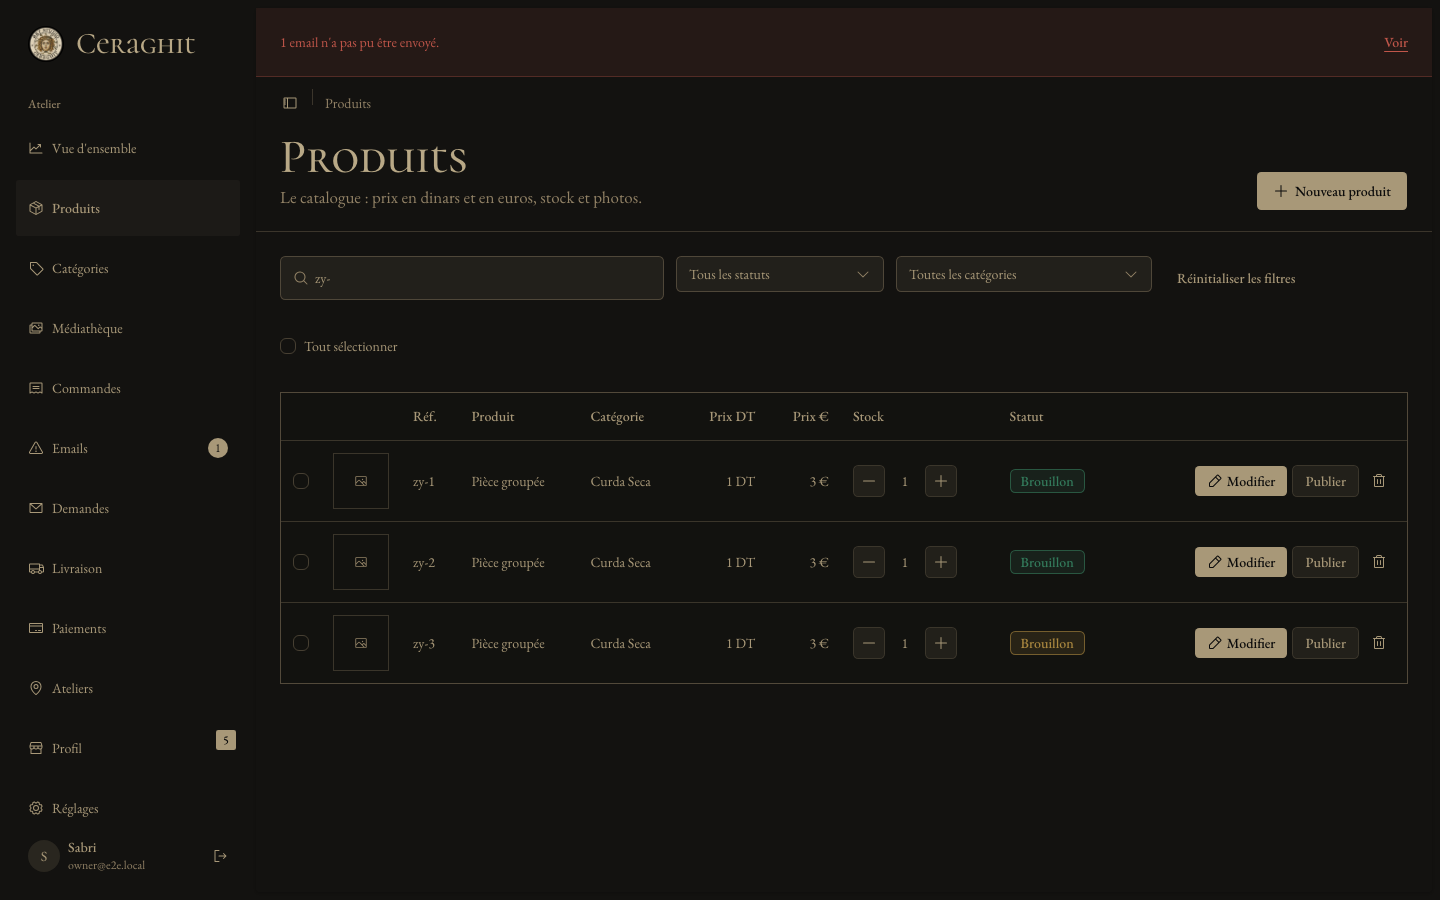 Ceraghit
Atelier
Vue d'ensemble
Produits
Catégories
Médiathèque
Commandes
Emails 1
Demandes
Livraison
Paiements
Ateliers
Profil 5
Réglages
S
Sabri
owner@e2e.local
1 email n'a pas pu être envoyé. Voir
Produits
Produits
Le catalogue : prix en dinars et en euros, stock et photos.
Nouveau produit
zy- Tous les statuts Toutes les catégories Réinitialiser les filtres
Tout sélectionner
Réf. Produit Catégorie Prix DT Prix € Stock Statut
zy-1 Pièce groupée Curda Seca 1 DT 3 € 1 Brouillon Modifier Publier
zy-2 Pièce groupée Curda Seca 1 DT 3 € 1 Brouillon Modifier Publier
zy-3 Pièce groupée Curda Seca 1 DT 3 € 1 Brouillon Modifier Publier